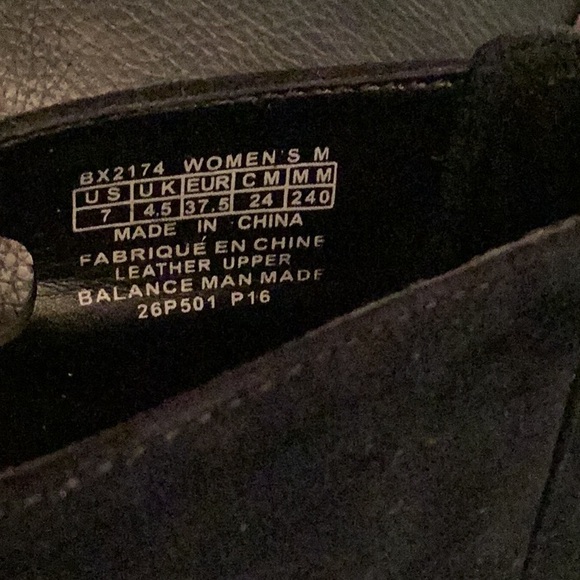 BX2174 WOMEN'S M
US UK EUR CM MM
7 4.5 37.5 24 240
MADE IN CHINA
FABRIQUÉ EN CHINE
LEATHER UPPER
BALANCE MAN MADE
26P501 P16